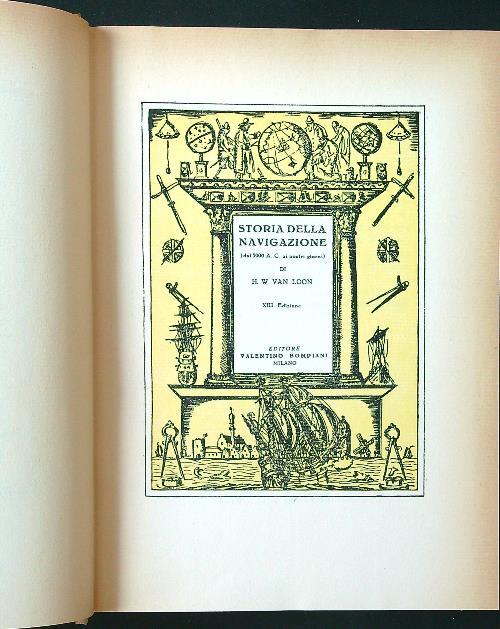 STORIA DELLA
NAVIGAZIONE
(dal 5000 A. C. ai nostri giorni)
DI
H. W. VAN LOON
XIII Edizione
EDITORE
VALENTINO BOMPIANI
MILANO